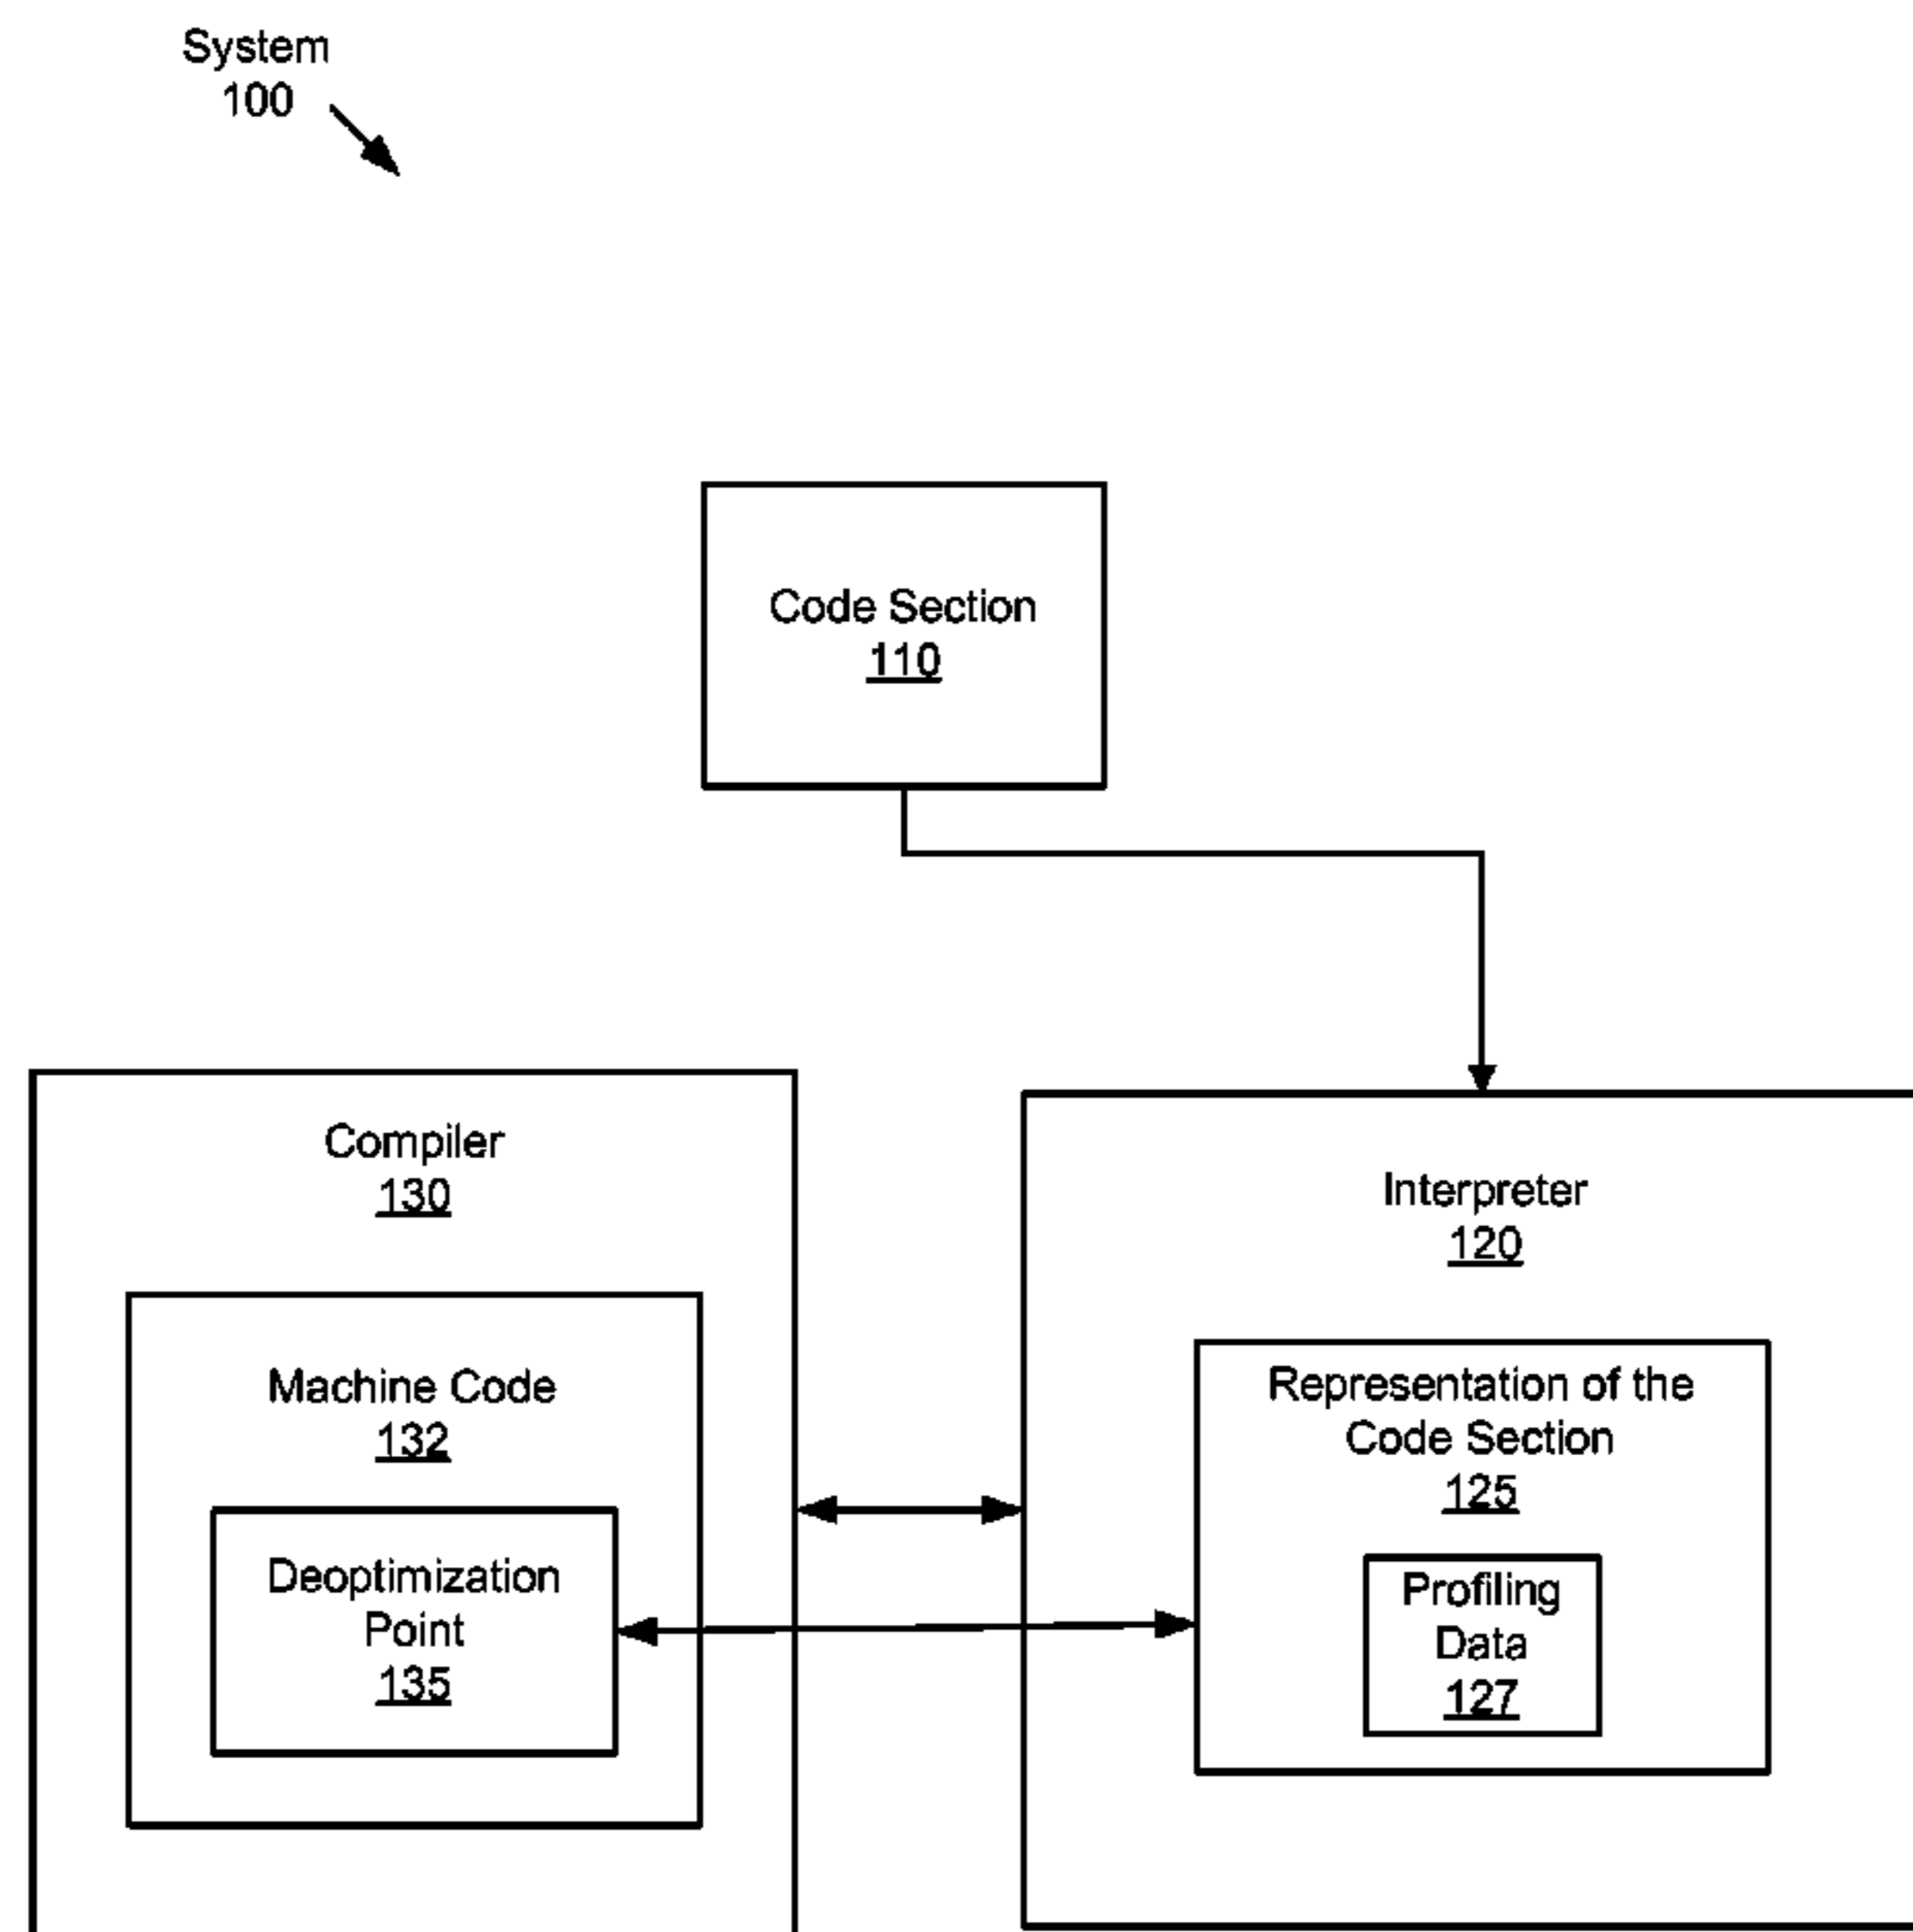 System
100
Code Section
110
Compiler
130
Machine Code
132
Deoptimization
Point
135
Interpreter
120
Representation of the
Code Section
125
Profiling
Data
127